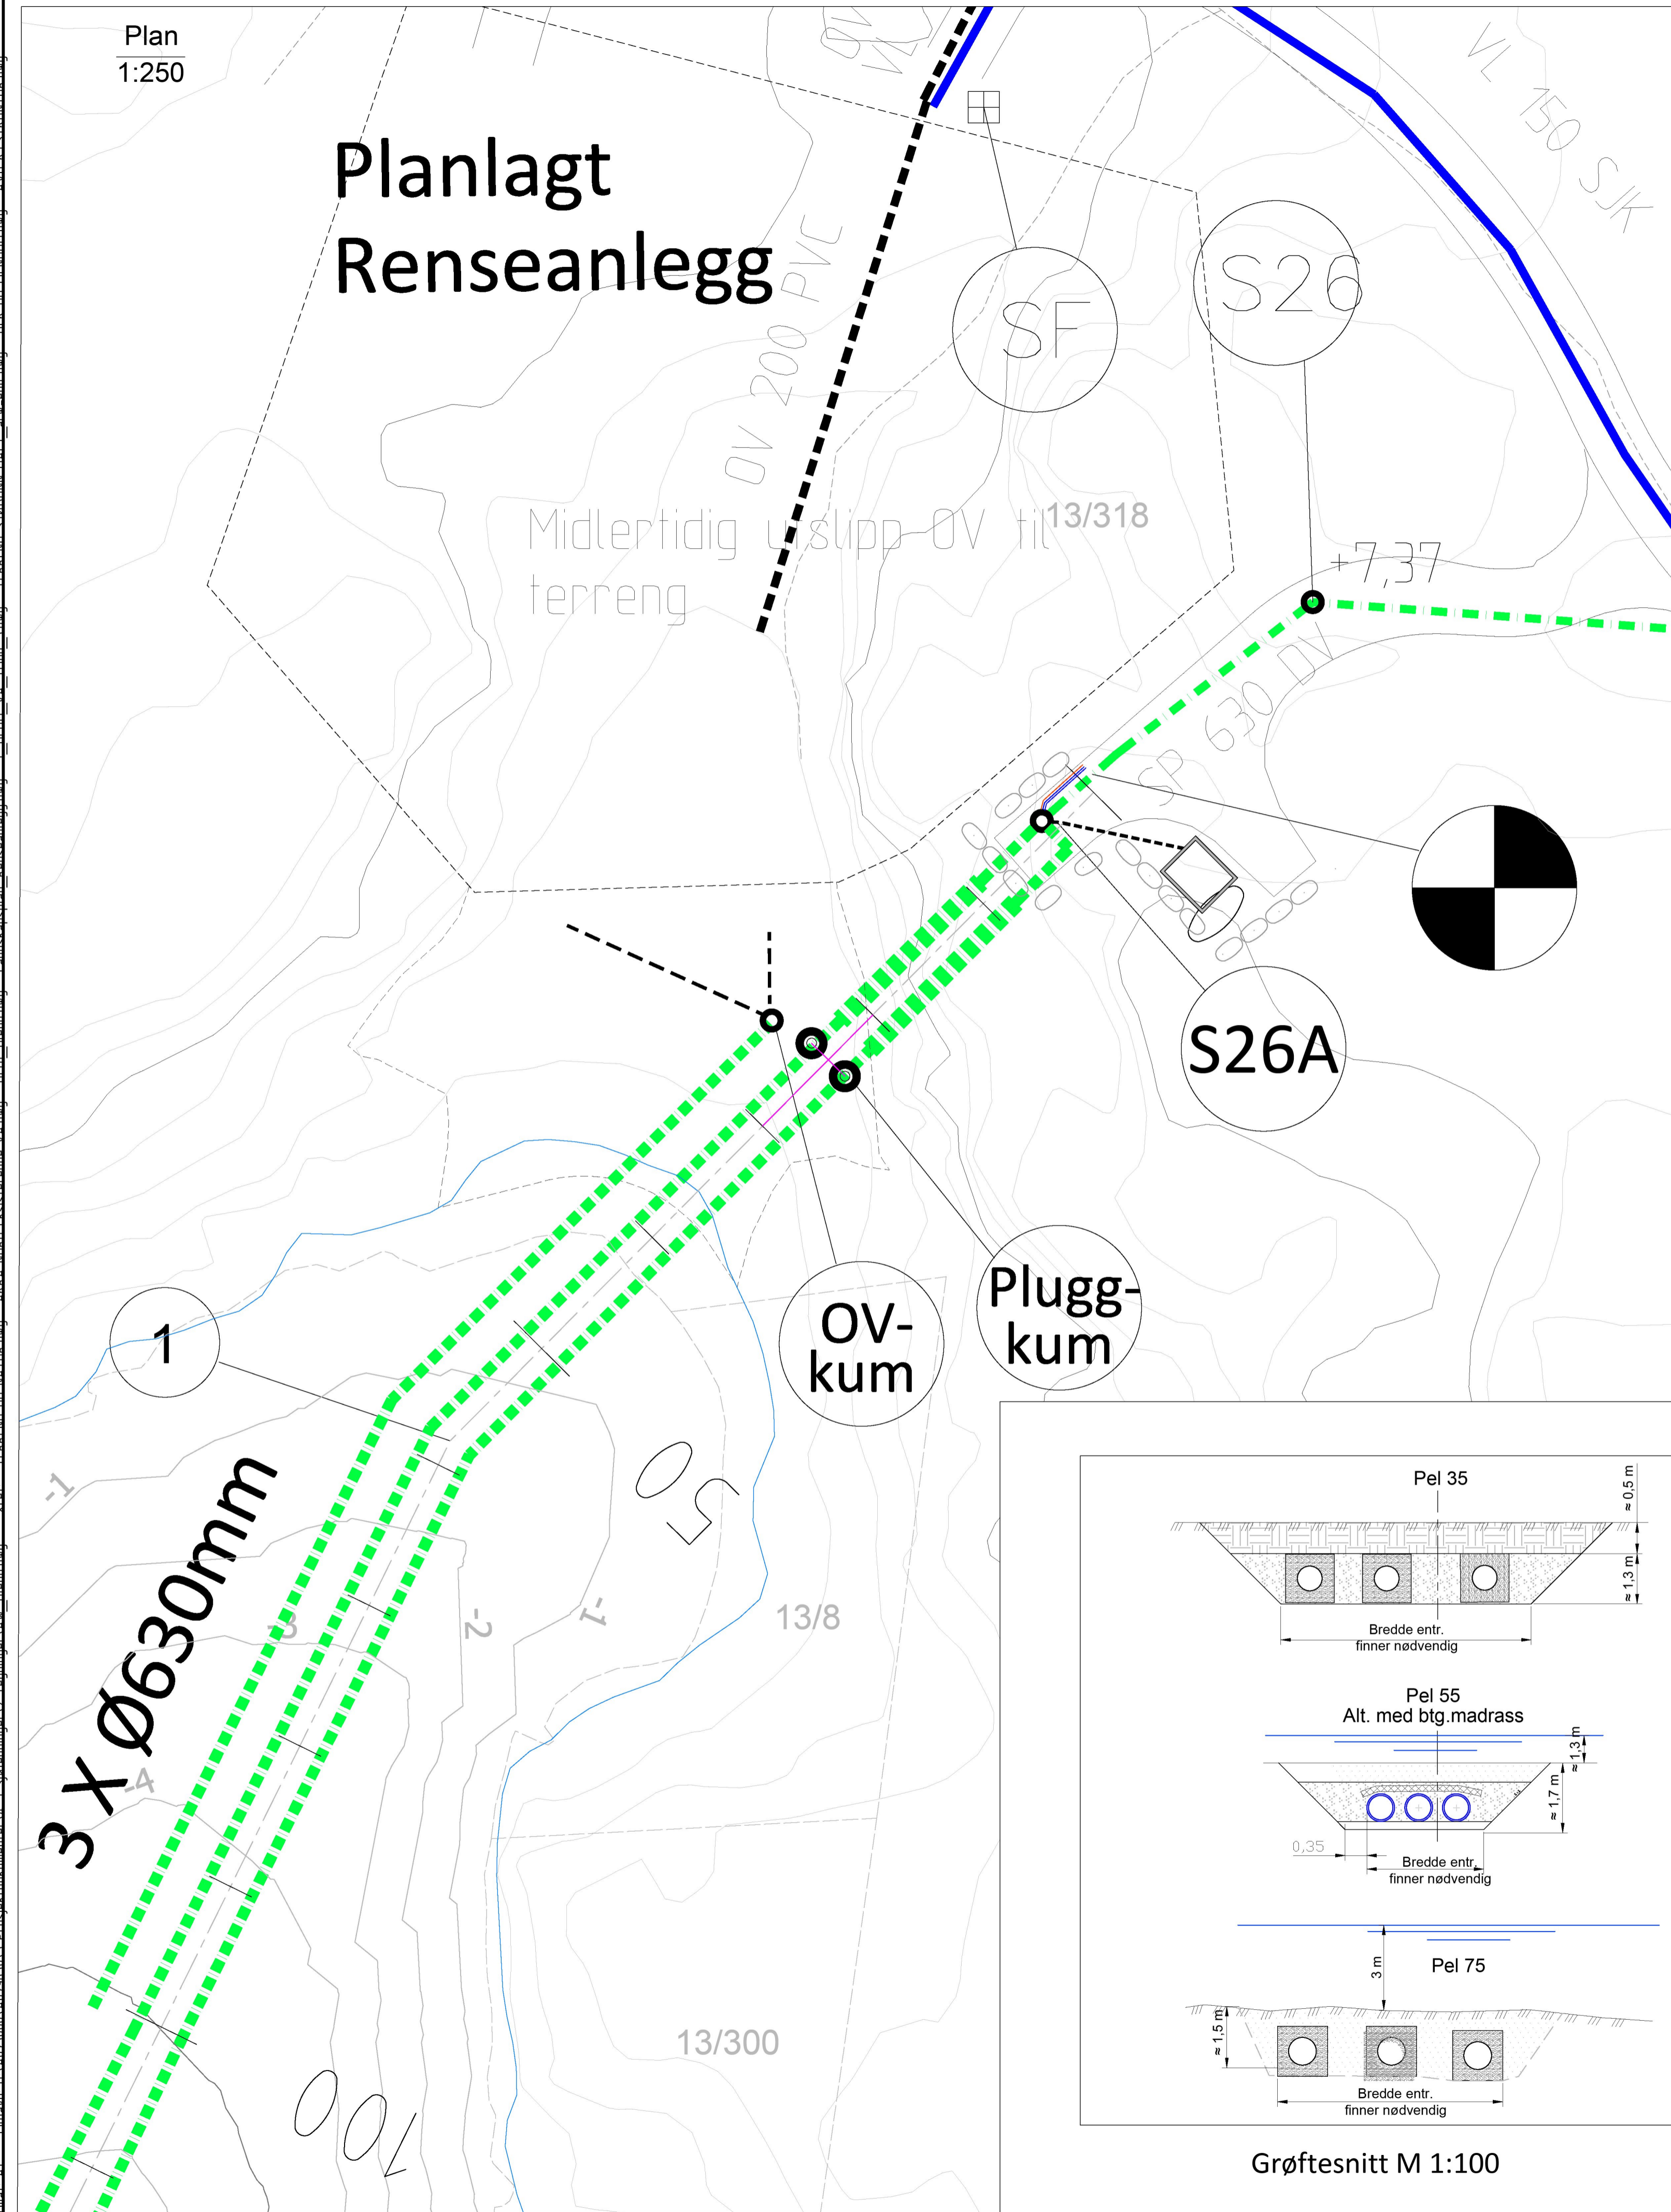 Plan
1:250
Planlagt
Renseanlegg
VL 150 SJK
OV 200 PVC
SF
S26
Midlertidig utslipp OV til
terreng
13/318
+7,37
SP 630 DV
0
S26A
OV-
kum
Plugg-
kum
1
50
-1
-1
-2
-3
-4
3 X Ø630mm
13/8
13/300
100
Pel 35
≈ 0,5 m
≈ 1,3 m
Bredde entr.
finner nødvendig
Pel 55
Alt. med btg.madrass
≈ 1,3 m
≈ 1,7 m
0,35
Bredde entr.
finner nødvendig
3 m
Pel 75
≈ 1,5 m
Bredde entr.
finner nødvendig
Grøftesnitt M 1:100